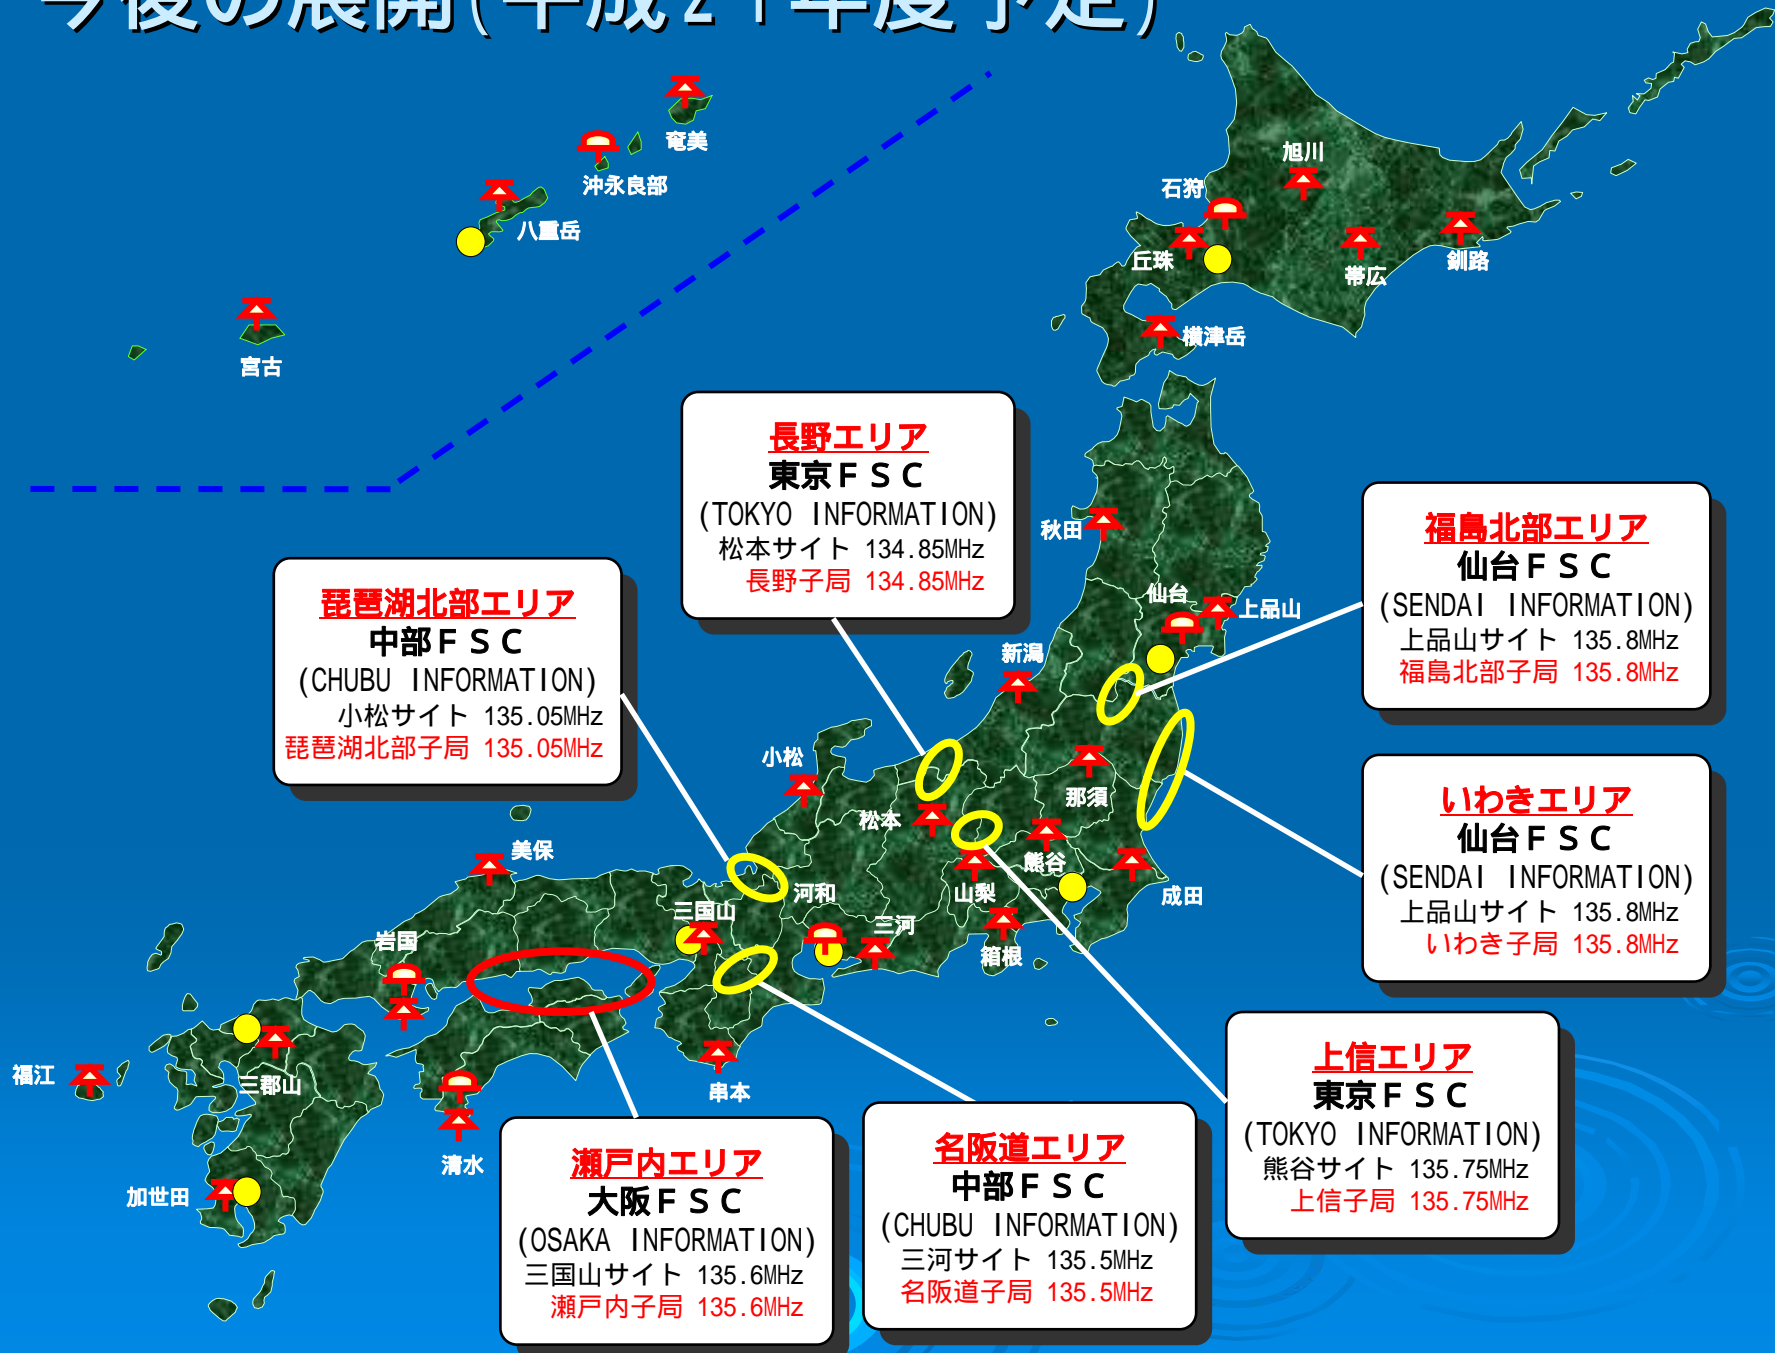 今後の展開(平成21年度予定)
奄美
沖永良部
八重岳
宮古
旭川
石狩
丘珠
帯広
釧路
横津岳
長野エリア
東京FSC
(TOKYO INFORMATION)
松本サイト 134.85MHz
長野子局 134.85MHz
秋田
福島北部エリア
仙台FSC
(SENDAI INFORMATION)
上品山サイト 135.8MHz
福島北部子局 135.8MHz
仙台
上品山
琵琶湖北部エリア
中部FSC
(CHUBU INFORMATION)
小松サイト 135.05MHz
琵琶湖北部子局 135.05MHz
新潟
小松
那須
松本
いわきエリア
仙台FSC
(SENDAI INFORMATION)
上品山サイト 135.8MHz
いわき子局 135.8MHz
美保
熊谷
河和
山梨
成田
三国山
三河
岩国
箱根
福江
三郡山
串本
清水
加世田
上信エリア
東京FSC
(TOKYO INFORMATION)
熊谷サイト 135.75MHz
上信子局 135.75MHz
瀬戸内エリア
大阪FSC
(OSAKA INFORMATION)
三国山サイト 135.6MHz
瀬戸内子局 135.6MHz
名阪道エリア
中部FSC
(CHUBU INFORMATION)
三河サイト 135.5MHz
名阪道子局 135.5MHz